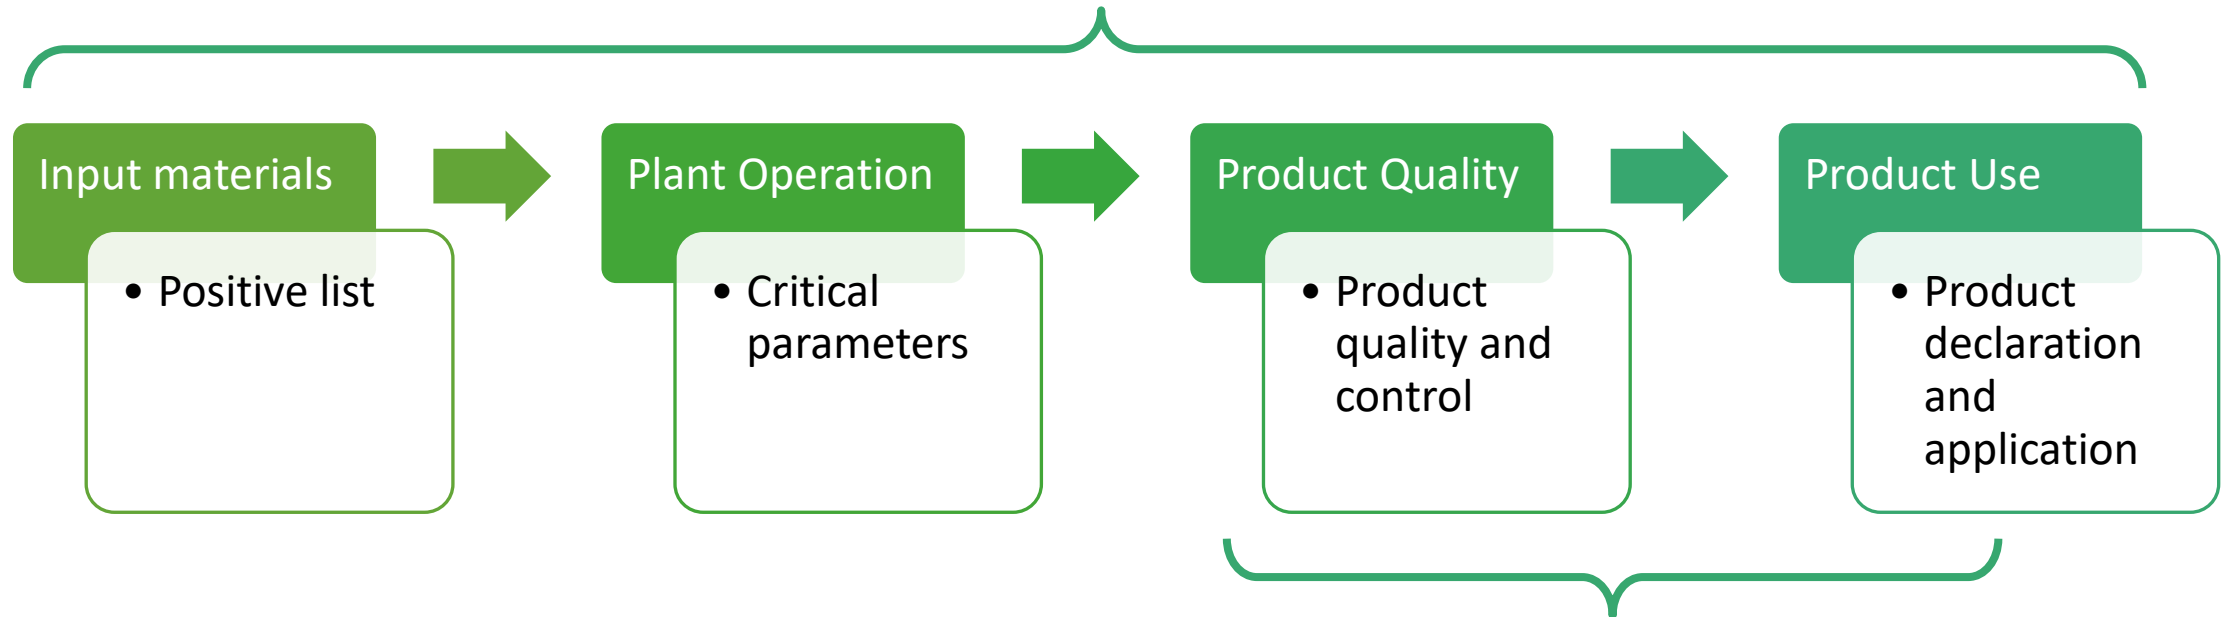 Input materials
• Positive list
Plant Operation
• Critical
parameters
Product Quality
• Product
quality and
control
Product Use
• Product
declaration
and
application